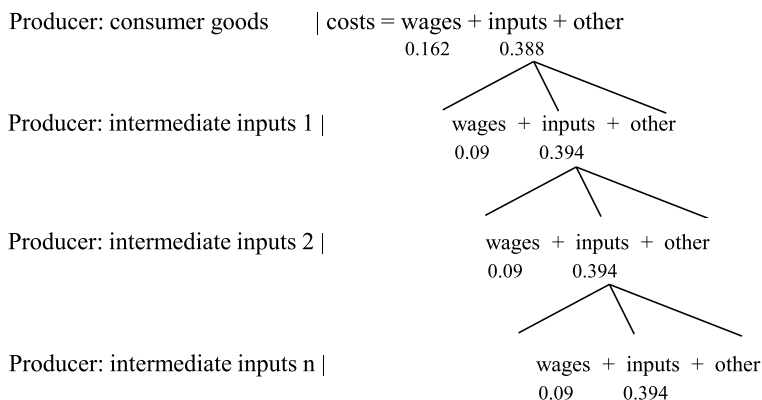 Producer: consumer goods | costs = wages + inputs + other
0.162 0.388
Producer: intermediate inputs 1 | wages + inputs + other
0.09 0.394
Producer: intermediate inputs 2 | wages + inputs + other
0.09 0.394
Producer: intermediate inputs n | wages + inputs + other
0.09 0.394